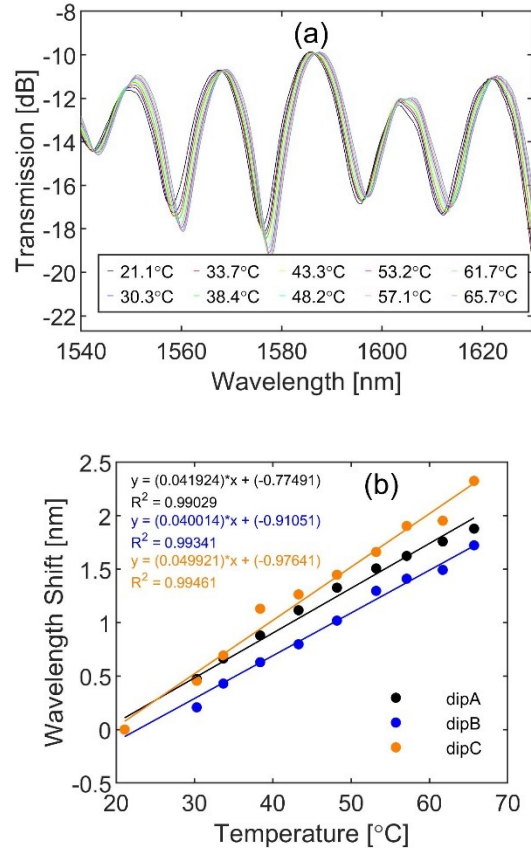 (a)
-8
-10
-12
-14
-16
-18
-20
-22
Transmission [dB]
21.1°C 33.7°C 43.3°C 53.2°C 61.7°C
30.3°C 38.4°C 48.2°C 57.1°C 65.7°C
1540 1560 1580 1600 1620
Wavelength [nm]
(b)
2.5
2
1.5
1
0.5
0
-0.5
Wavelength Shift [nm]
y = (0.041924)*x + (-0.77491)
R² = 0.99029
y = (0.040014)*x + (-0.91051)
R² = 0.99341
y = (0.049921)*x + (-0.97641)
R² = 0.99461
dipA
dipB
dipC
20 30 40 50 60 70
Temperature [°C]